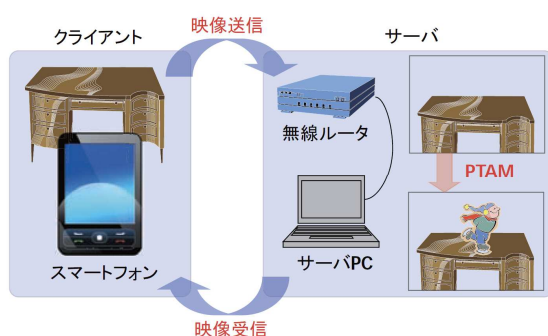 映像送信
クライアント
サーバ
無線ルータ
PTAM
スマートフォン
サーバPC
映像受信